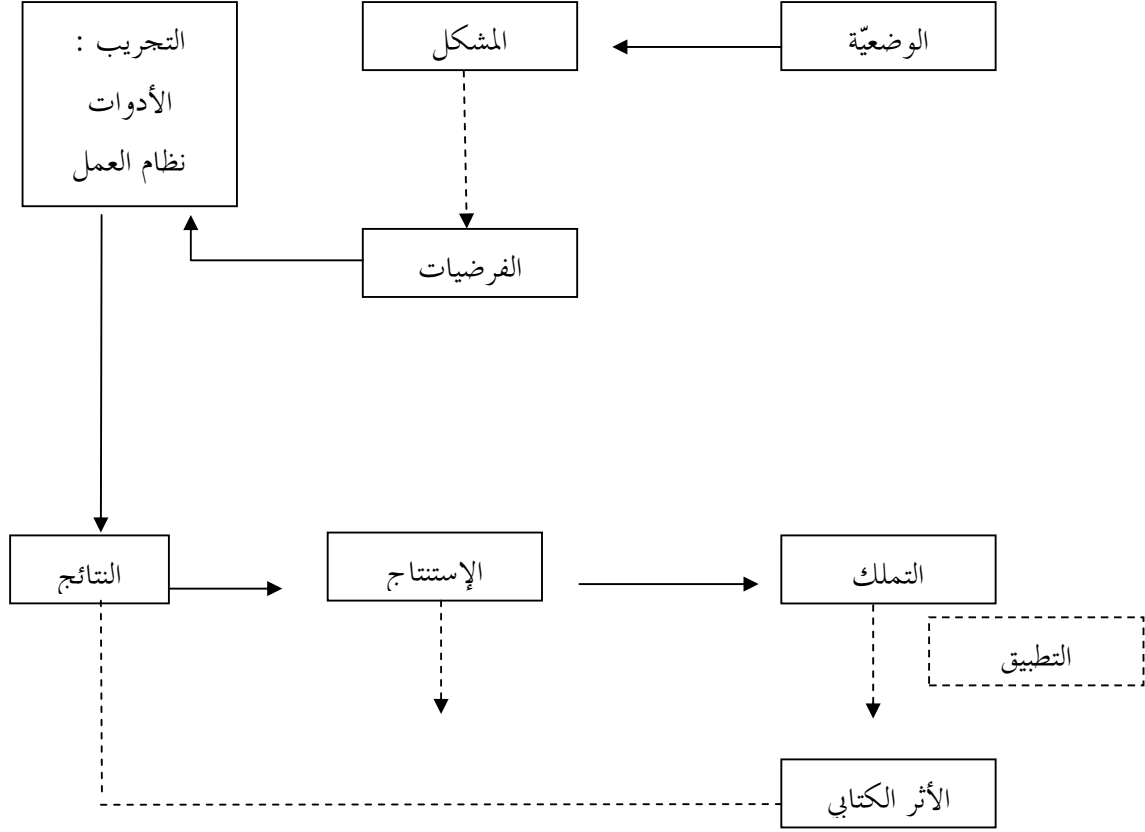 الوضعيّة
المشكل
التجريب :
الأدوات
نظام العمل
الفرضيات
النتائج
الإستنتاج
التملك
التطبيق
الأثر الكتابي